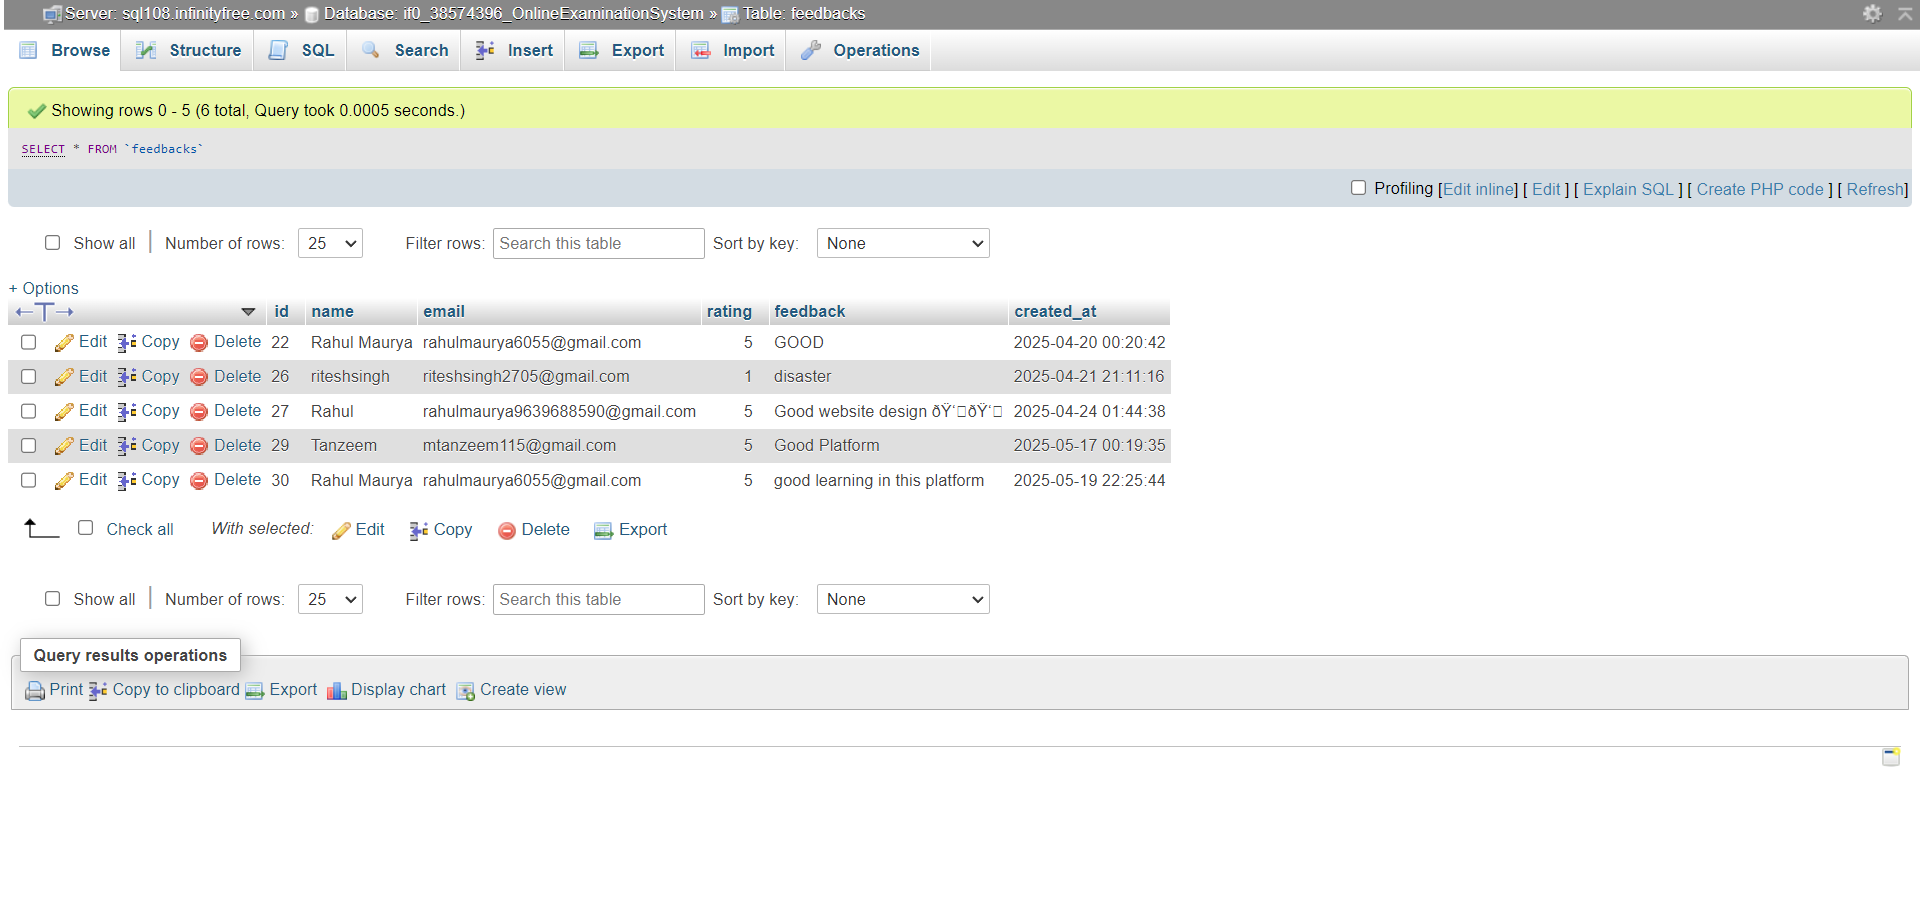 Server: sql108.infinityfree.com » Database: if0_38574396_OnlineExaminationSystem » Table: feedbacks
Browse Structure SQL Search Insert Export Import Operations
Showing rows 0 - 5 (6 total, Query took 0.0005 seconds.)
SELECT * FROM `feedbacks`
Profiling [Edit inline] [ Edit ] [ Explain SQL ] [ Create PHP code ] [ Refresh]
Show all Number of rows: 25 Filter rows: Search this table Sort by key: None
+ Options
←T→ id name email rating feedback created_at
Edit Copy Delete 22 Rahul Maurya rahulmaurya6055@gmail.com 5 GOOD 2025-04-20 00:20:42
Edit Copy Delete 26 riteshsingh riteshsingh2705@gmail.com 1 disaster 2025-04-21 21:11:16
Edit Copy Delete 27 Rahul rahulmaurya9639688590@gmail.com 5 Good website design ðŸ‘□ðŸ‘□ 2025-04-24 01:44:38
Edit Copy Delete 29 Tanzeem mtanzeem115@gmail.com 5 Good Platform 2025-05-17 00:19:35
Edit Copy Delete 30 Rahul Maurya rahulmaurya6055@gmail.com 5 good learning in this platform 2025-05-19 22:25:44
Check all With selected: Edit Copy Delete Export
Show all Number of rows: 25 Filter rows: Search this table Sort by key: None
Query results operations
Print Copy to clipboard Export Display chart Create view